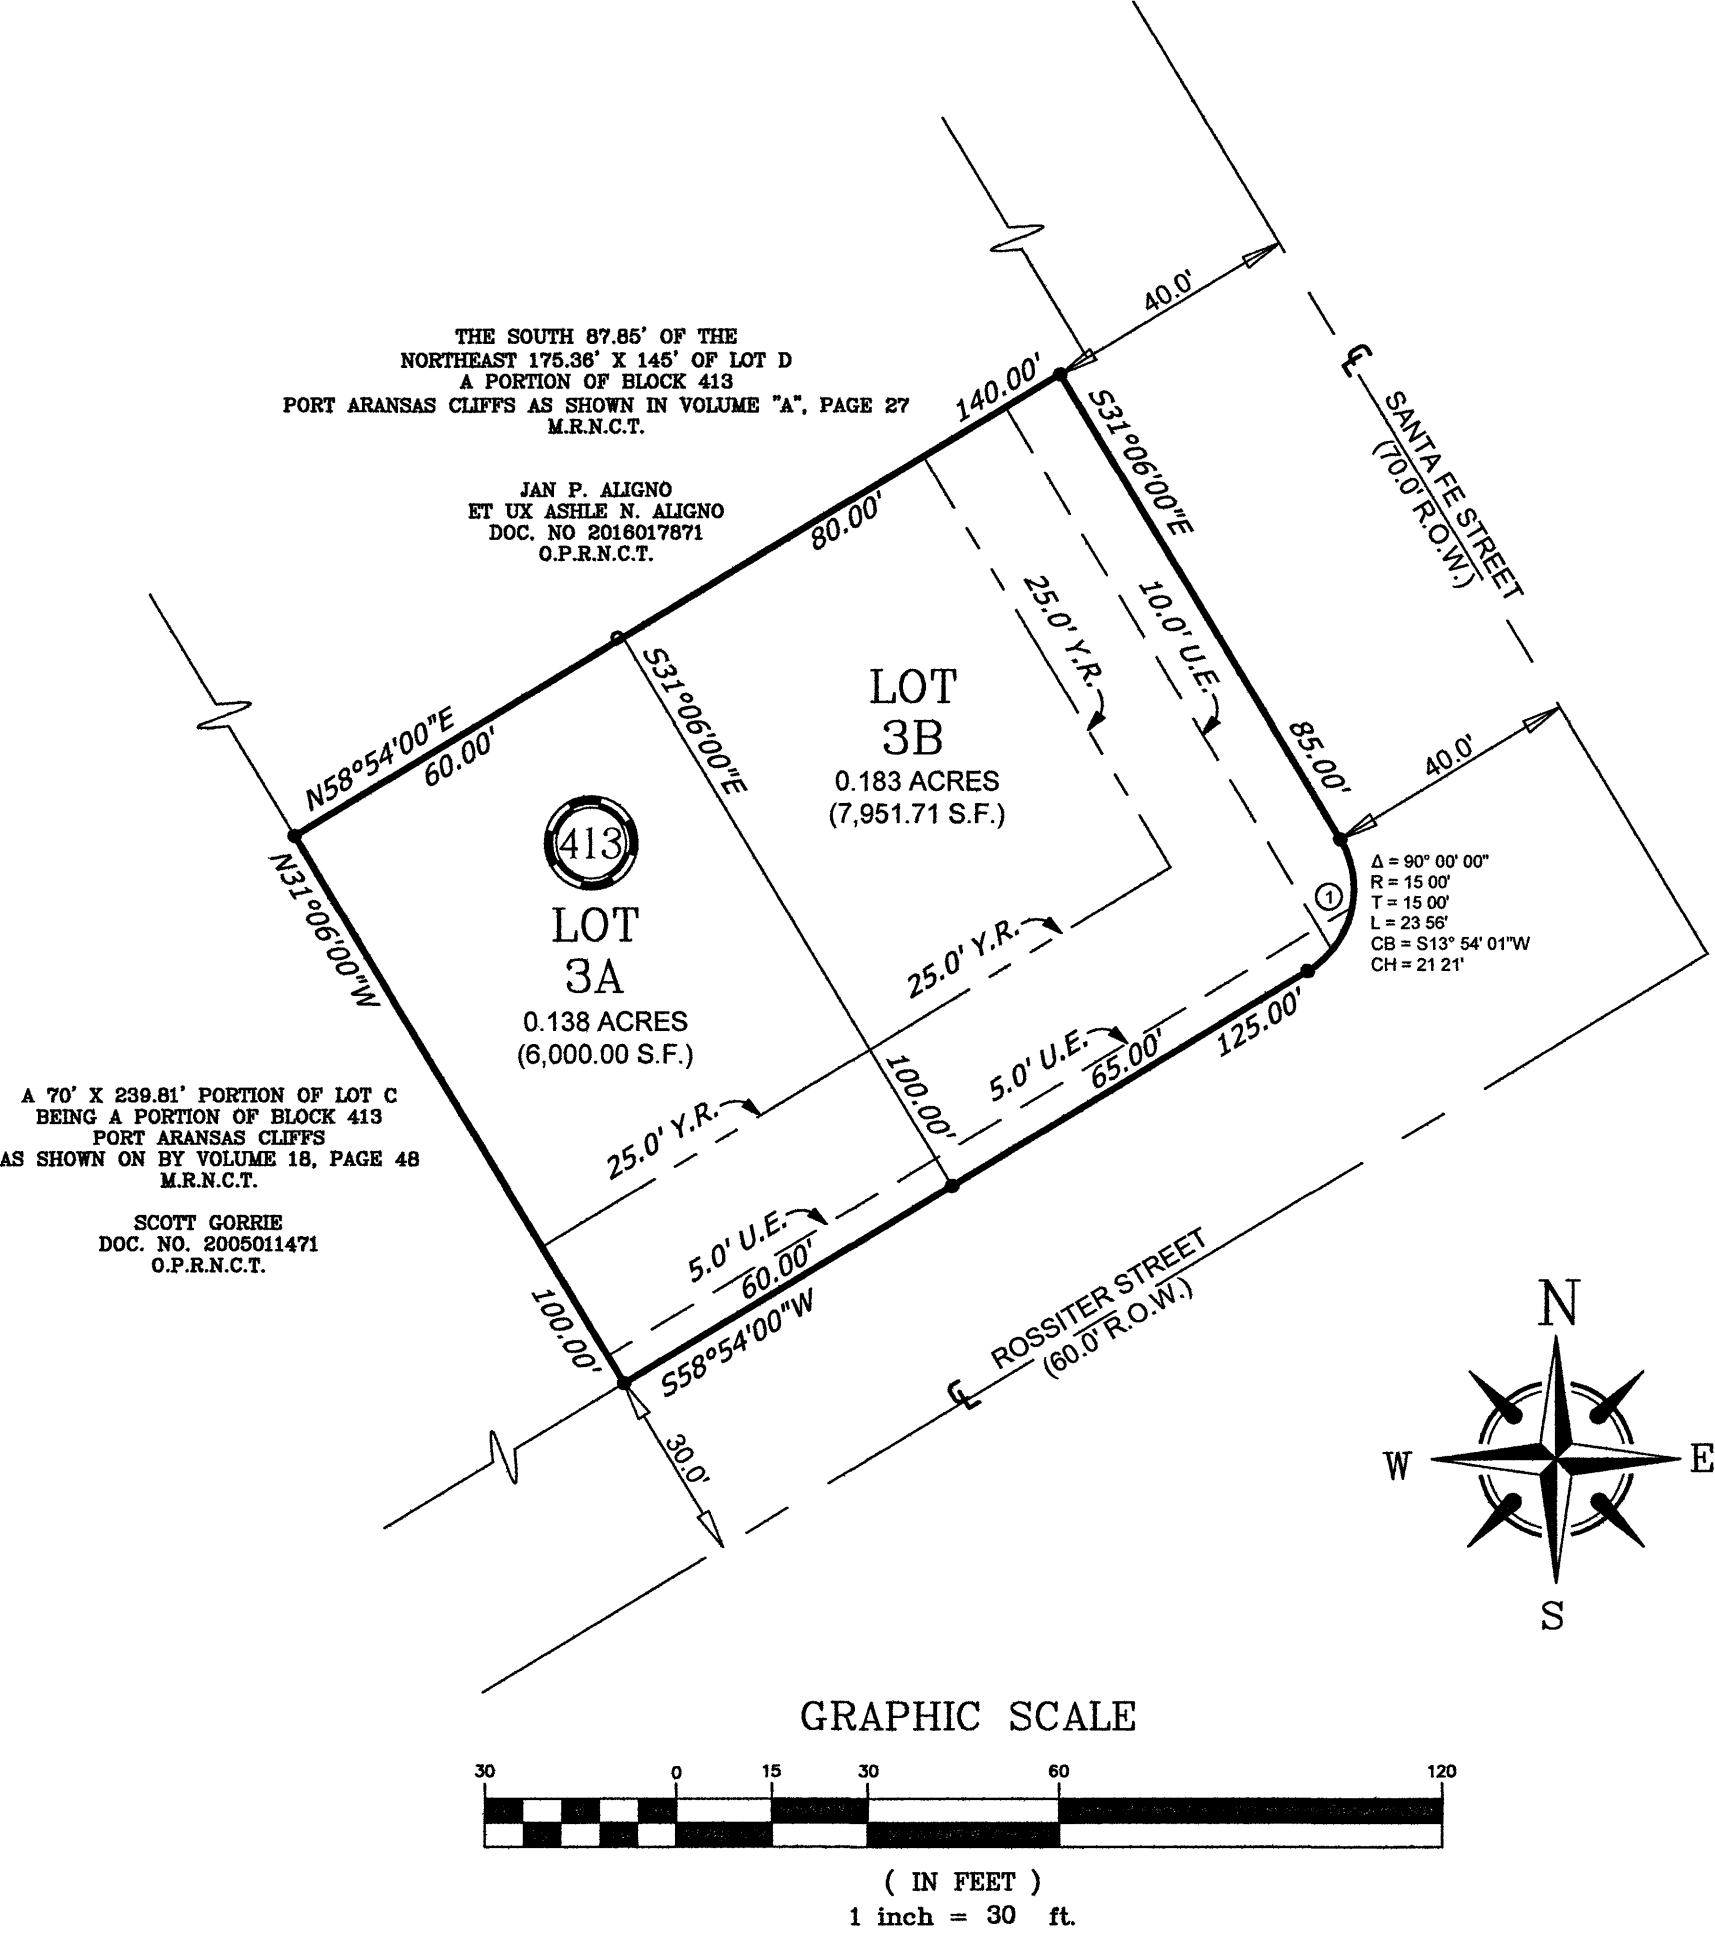 40.0'
THE SOUTH 87.85' OF THE
NORTHEAST 175.36' X 145' OF LOT D
A PORTION OF BLOCK 413
PORT ARANSAS CLIFFS AS SHOWN IN VOLUME "A", PAGE 27
M.R.N.C.T.
JAN P. ALIGNO
ET UX ASHLE N. ALIGNO
DOC. NO 2016017871
O.P.R.N.C.T.
140.00'
S31°06'00"E
℄
SANTA FE STREET
(70.0' R.O.W.)
80.00'
25.0' Y.R.
10.0' U.E.
N58°54'00"E
60.00'
S31°06'00"E
LOT
3B
0.183 ACRES
(7,951.71 S.F.)
85.00'
40.0'
413
LOT
3A
0.138 ACRES
(6,000.00 S.F.)
N31°06'00"W
1
Δ = 90° 00' 00"
R = 15 00'
T = 15 00'
L = 23 56'
CB = S13° 54' 01"W
CH = 21 21'
25.0' Y.R.
100.00'
5.0' U.E.
65.00'
125.00'
A 70' X 239.81' PORTION OF LOT C
BEING A PORTION OF BLOCK 413
PORT ARANSAS CLIFFS
AS SHOWN ON BY VOLUME 18, PAGE 48
M.R.N.C.T.
SCOTT GORRIE
DOC. NO. 2005011471
O.P.R.N.C.T.
25.0' Y.R.
5.0' U.E.
60.00'
100.00'
S58°54'00"W
30.0'
℄
ROSSITER STREET
(60.0' R.O.W.)
N
W
E
S
GRAPHIC SCALE
30 0 15 30 60 120
( IN FEET )
1 inch = 30 ft.